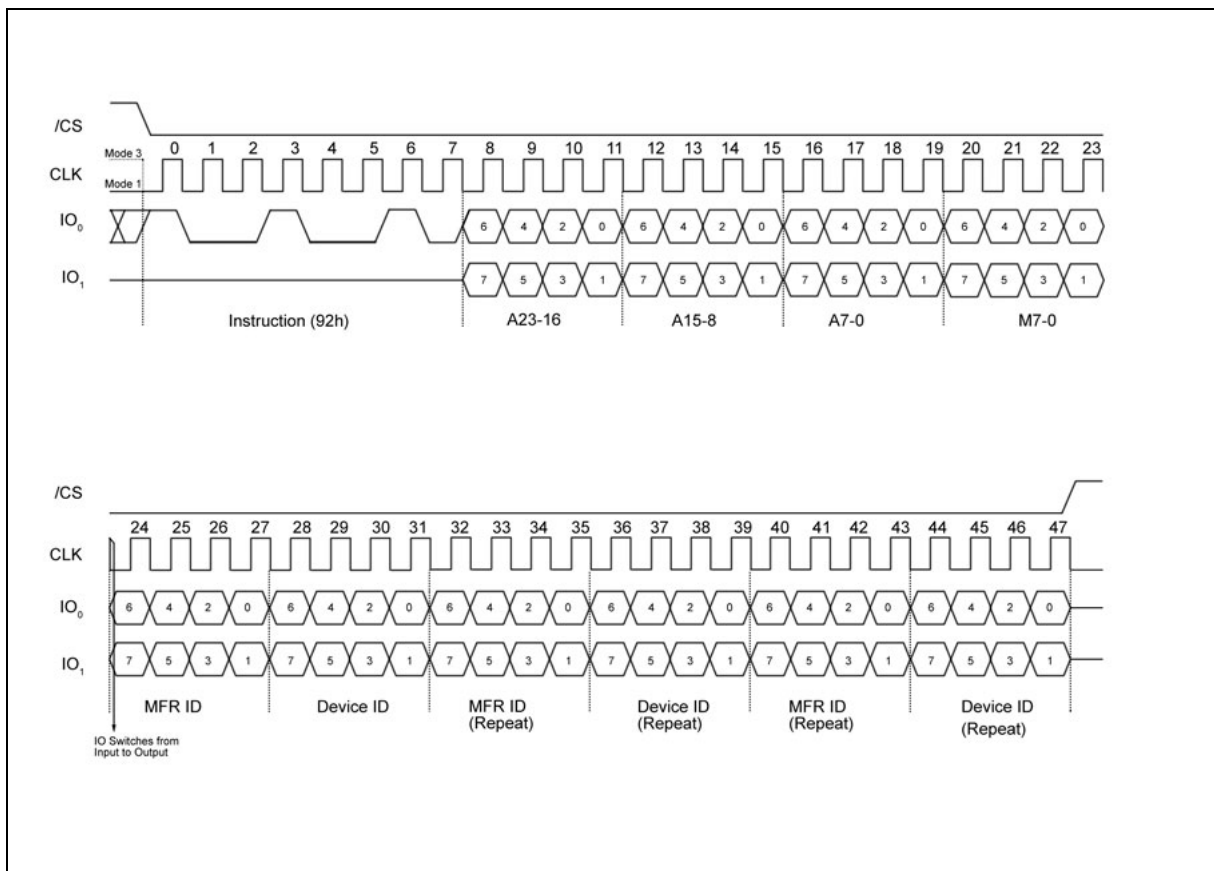 /CS
0 1 2 3 4 5 6 7 8 9 10 11 12 13 14 15 16 17 18 19 20 21 22 23
Mode 3
CLK
Mode 1
IO0 6 4 2 0 6 4 2 0 6 4 2 0 6 4 2 0
IO1 7 5 3 1 7 5 3 1 7 5 3 1 7 5 3 1
Instruction (92h) A23-16 A15-8 A7-0 M7-0
/CS
24 25 26 27 28 29 30 31 32 33 34 35 36 37 38 39 40 41 42 43 44 45 46 47
CLK
IO0 6 4 2 0 6 4 2 0 6 4 2 0 6 4 2 0 6 4 2 0 6 4 2 0
IO1 7 5 3 1 7 5 3 1 7 5 3 1 7 5 3 1 7 5 3 1 7 5 3 1
MFR ID Device ID MFR ID Device ID MFR ID Device ID
(Repeat) (Repeat) (Repeat) (Repeat)
IO Switches from
Input to Output